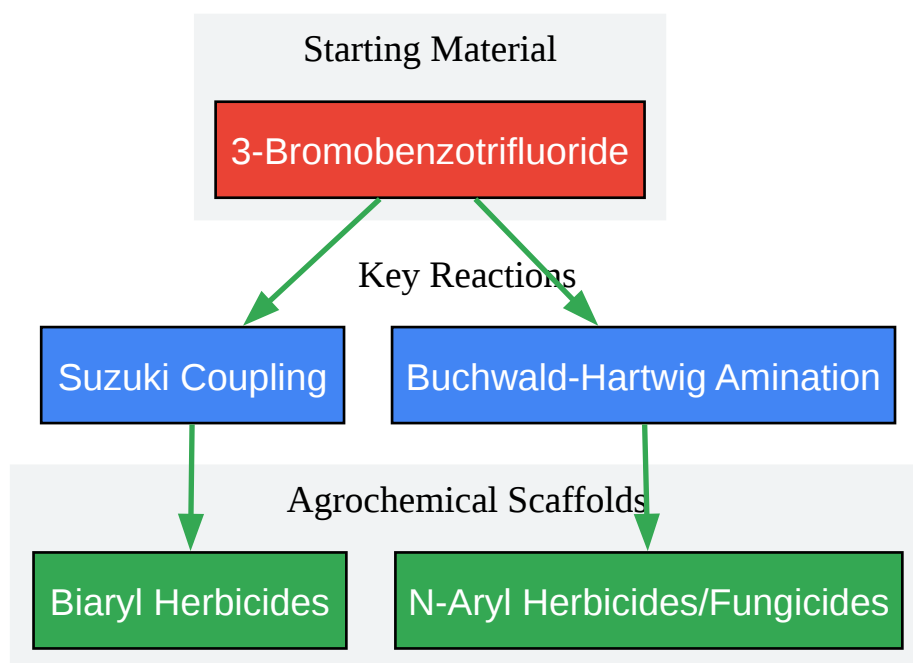 Starting Material
3-Bromobenzotrifluoride
Key Reactions
Suzuki Coupling
Buchwald-Hartwig Amination
Agrochemical Scaffolds
Biaryl Herbicides
N-Aryl Herbicides/Fungicides